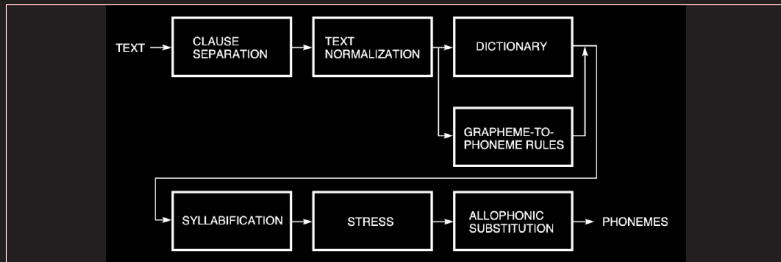 TEXT
CLAUSE
SEPARATION
TEXT
NORMALIZATION
DICTIONARY
GRAPHEME-TO-
PHONEME RULES
SYLLABIFICATION
STRESS
ALLOPHONIC
SUBSTITUTION
PHONEMES